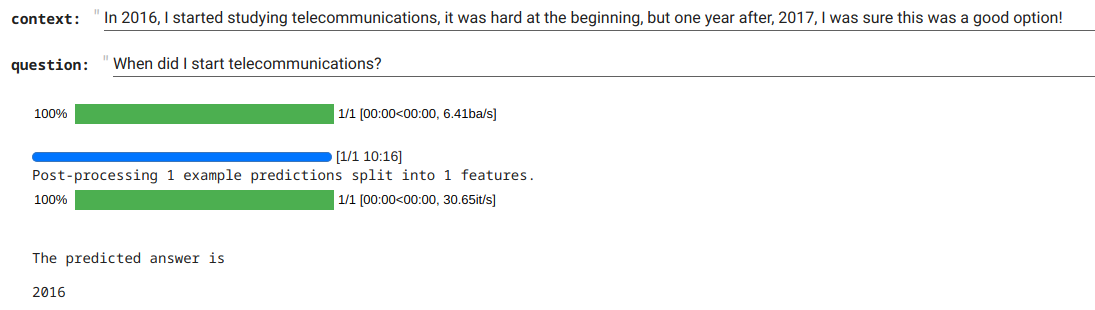 context: " In 2016, I started studying telecommunications, it was hard at the beginning, but one year after, 2017, I was sure this was a good option!
question: " When did I start telecommunications?
100% 1/1 [00:00<00:00, 6.41ba/s]
[1/1 10:16]
Post-processing 1 example predictions split into 1 features.
100% 1/1 [00:00<00:00, 30.65it/s]
The predicted answer is
2016